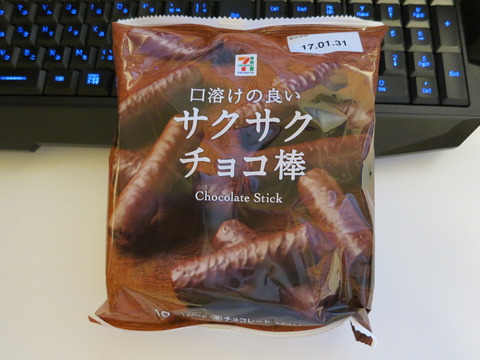 17.01.31
口溶けの良い
サクサク
チョコ棒
Chocolate Stick
チョコレート